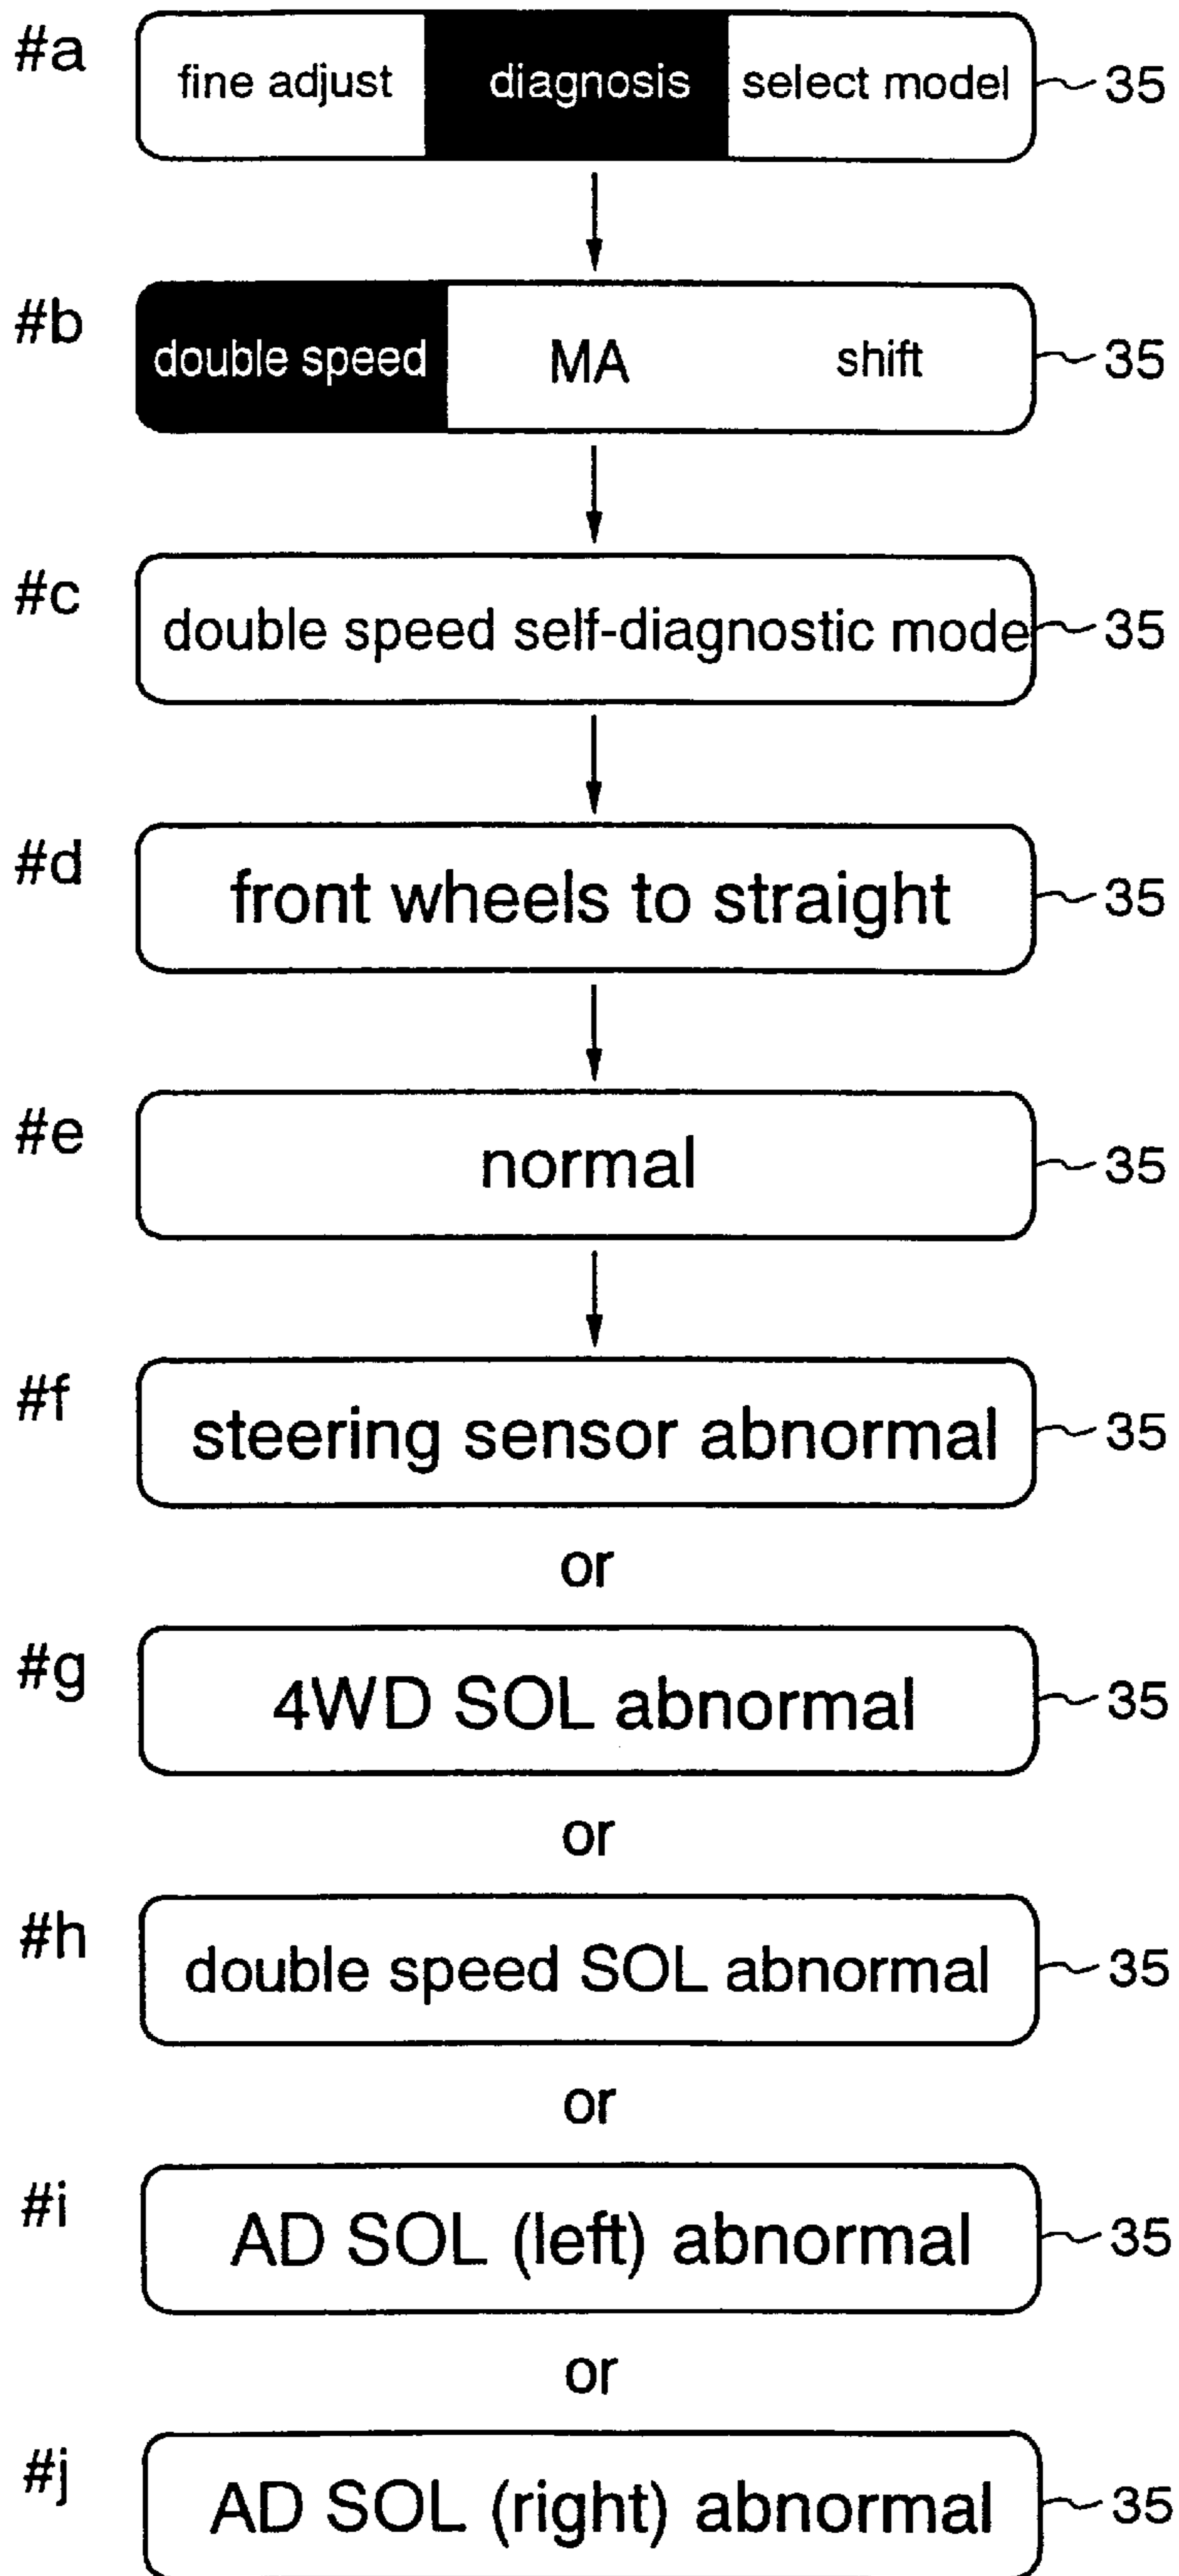 #a fine adjust diagnosis select model 35
#b double speed MA shift 35
#c double speed self-diagnostic mode 35
#d front wheels to straight 35
#e normal 35
#f steering sensor abnormal 35
or
#g 4WD SOL abnormal 35
or
#h double speed SOL abnormal 35
or
#i AD SOL (left) abnormal 35
or
#j AD SOL (right) abnormal 35